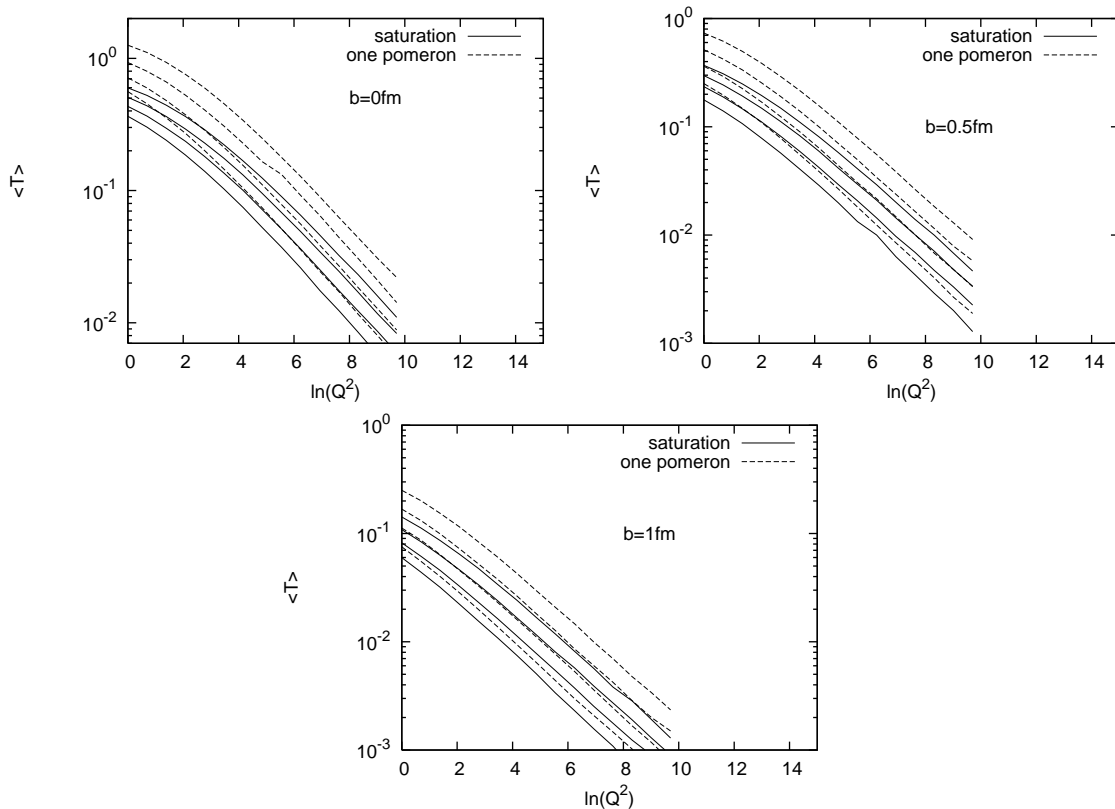 saturation
one pomeron
b=0fm
10^0
10^-1
10^-2
<T>
0 2 4 6 8 10 12 14
ln(Q^2)
saturation
one pomeron
b=0.5fm
10^0
10^-1
10^-2
10^-3
<T>
0 2 4 6 8 10 12 14
ln(Q^2)
saturation
one pomeron
b=1fm
10^0
10^-1
10^-2
10^-3
<T>
0 2 4 6 8 10 12 14
ln(Q^2)